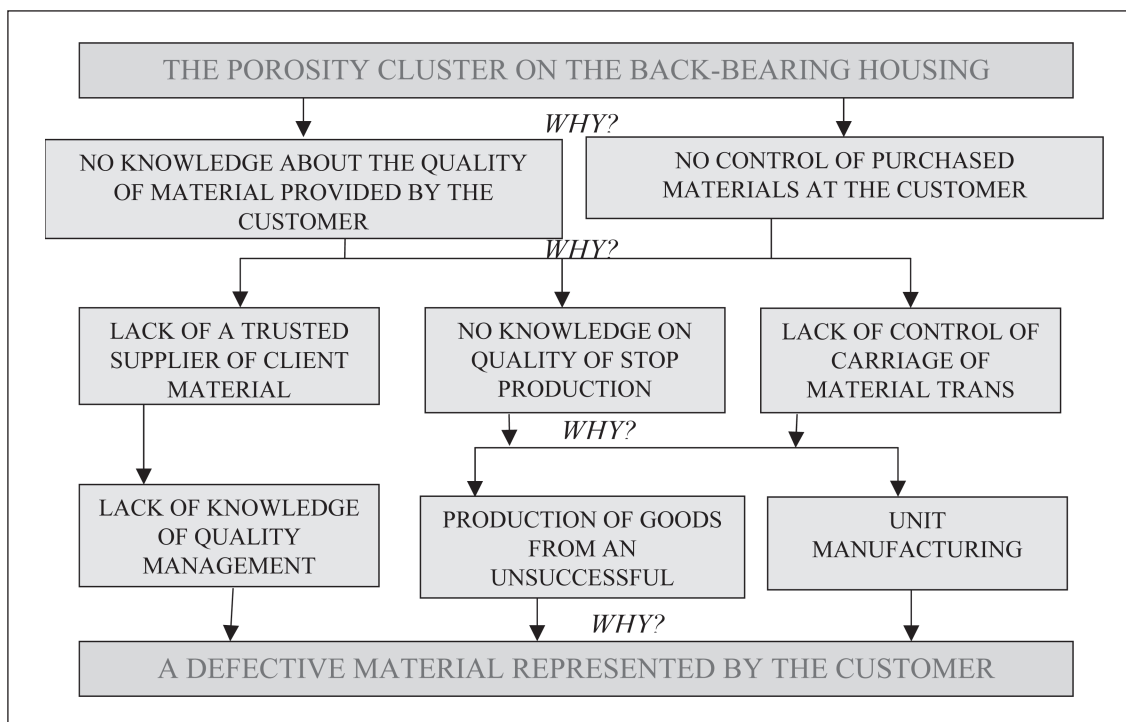 THE POROSITY CLUSTER ON THE BACK-BEARING HOUSING
WHY?
NO KNOWLEDGE ABOUT THE QUALITY
OF MATERIAL PROVIDED BY THE
CUSTOMER
NO CONTROL OF PURCHASED
MATERIALS AT THE CUSTOMER
WHY?
LACK OF A TRUSTED
SUPPLIER OF CLIENT
MATERIAL
NO KNOWLEDGE ON
QUALITY OF STOP
PRODUCTION
LACK OF CONTROL OF
CARRIAGE OF
MATERIAL TRANS
WHY?
LACK OF KNOWLEDGE
OF QUALITY
MANAGEMENT
PRODUCTION OF GOODS
FROM AN
UNSUCCESSFUL
UNIT
MANUFACTURING
WHY?
A DEFECTIVE MATERIAL REPRESENTED BY THE CUSTOMER